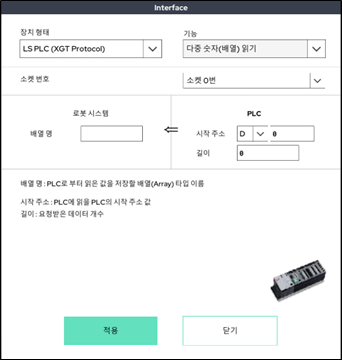 Interface
장치 형태
기능
LS PLC (XGT Protocol)
다중 숫자(배열) 읽기
소켓 번호
소켓 0번
로봇 시스템
PLC
배열 명
시작 주소
D
0
길이
0
배열 명 : PLC로 부터 읽은 값을 저장할 배열(Array) 타입 이름
시작 주소 : PLC에 읽을 PLC의 시작 주소 값
길이 : 요청받은 데이터 개수
적용
닫기